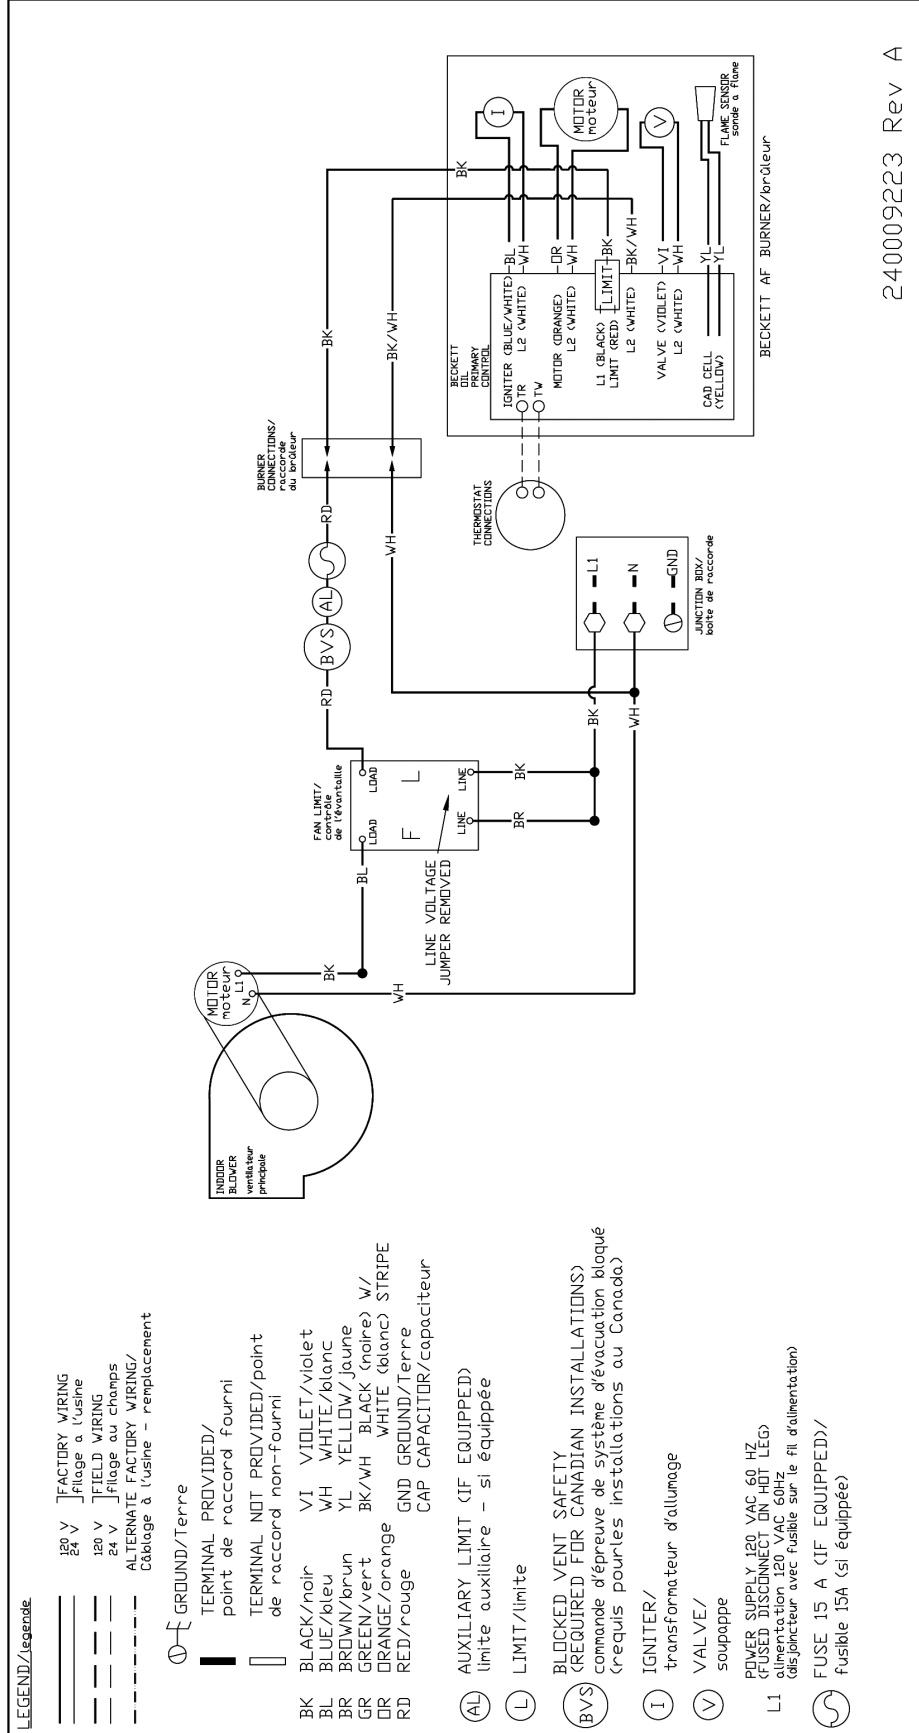 LEGEND/legende
120 V ]FACTORY WIRING
24 V ]filage a l'usine
120 V ]FIELD WIRING
24 V ]filage au champs
ALTERNATE FACTORY WIRING/
Câblage à l'usine - remplacement
GROUND/Terre
TERMINAL PROVIDED/
point de raccord fourni
TERMINAL NOT PROVIDED/point
de raccord non-fourni
BK BLACK/noir
BL BLUE/bleu
BR BROWN/brun
GR GREEN/vert
OR ORANGE/orange
RD RED/rouge
VI VIOLET/violet
WH WHITE/blanc
YL YELLOW/jaune
BK/WH BLACK (noire) W/
WHITE (blanc) STRIPE
GND GROUND/Terre
CAP CAPACITOR/capaciteur
AL AUXILIARY LIMIT (IF EQUIPPED)
limite auxiliaire - si équippée
L LIMIT/limite
BVS BLOCKED VENT SAFETY
(REQUIRED FOR CANADIAN INSTALLATIONS)
commande d'épreuve de système d'évacuation bloqué
(requis pourles installations au Canada)
I IGNITER/
transformateur d'allumage
V VALVE/
soupappe
L1 POWER SUPPLY 120 VAC 60 HZ
(FUSED DISCONNECT ON HOT LEG)
alimentation 120 VAC 60Hz
(disjoincteur avec fusible sur le fil d'alimentation)
FUSE 15 A (IF EQUIPPED)/
fusible 15A (si équippée)
INDOOR
BLOWER
ventilateur
principale
MOTOR
moteur
L1
N
BK
WH
BL
FAN LIMIT/
contrôle
de l'évantaille
LOAD
LOAD
F
L
LINE
LINE
LINE VOLTAGE
JUMPER REMOVED
BR
BK
BK
WH
RD
BVS
AL
RD
WH
BURNER
CONNECTIONS/
raccorde
du brûleur
BK
BK/WH
JUNCTION BOX/
boîte de raccorde
L1
N
GND
THERMOSTAT
CONNECTIONS
BECKETT
OIL
PRIMARY
CONTROL
TR
TW
IGNITER (BLUE/WHITE)
L2 (WHITE)
MOTOR (ORANGE)
L2 (WHITE)
L1 (BLACK)
LIMIT (RED)
LIMIT
L2 (WHITE)
VALVE (VIOLET)
L2 (WHITE)
CAD CELL
(YELLOW)
BL
WH
OR
WH
BK
BK/WH
VI
WH
YL
YL
BK
I
MOTOR
moteur
V
FLAME SENSOR
sonde a flame
BECKETT AF BURNER/brûleur
240009223 Rev A